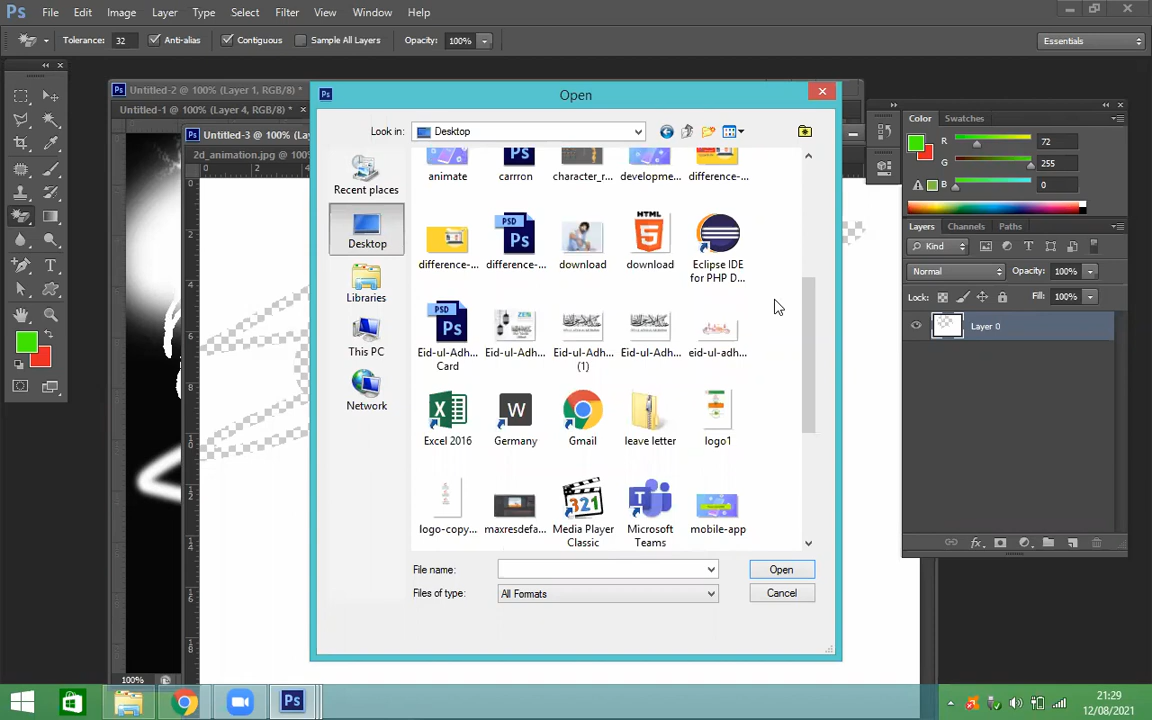 Ps File Edit Image Layer Type Select Filter View Window Help
Tolerance: 32 Anti-alias Contiguous Sample All Layers Opacity: 100% Essentials
Untitled-2 @ 100% (Layer 1, RGB/8) *
Untitled-1 @ 100% (Layer 4, RGB/8) *
Untitled-3 @ 100%
2d_animation.jpg @ 100%
Open
Look in: Desktop
Recent places
Desktop
Libraries
This PC
Network
animate carrron character_r... developme... difference-...
difference-... difference-... download download Eclipse IDE for PHP D...
Eid-ul-Adh... Card Eid-ul-Adh... Eid-ul-Adh... (1) Eid-ul-Adh... eid-ul-adh...
Excel 2016 Germany Gmail leave letter logo1
logo-copy... maxresdefa... Media Player Classic Microsoft Teams mobile-app
File name: Open
Files of type: All Formats Cancel
Color Swatches
R 72
G 255
B 0
Layers Channels Paths
Kind
Normal Opacity: 100%
Lock: Fill: 100%
Layer 0
100%
21:29
12/08/2021